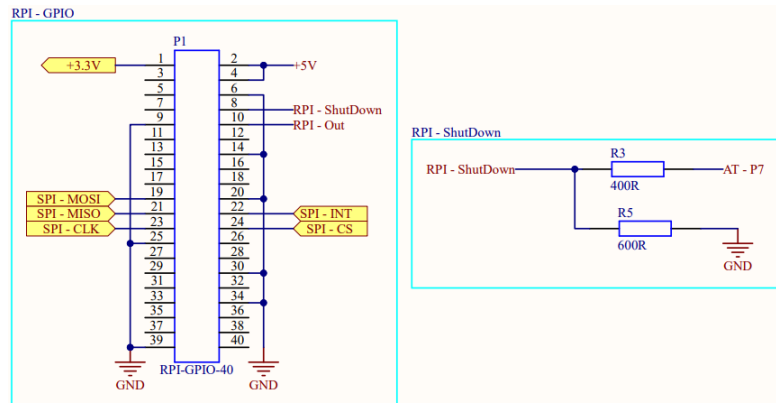 RPI - GPIO
P1
+3.3V 1 2 +5V
3 4
5 6
7 8 RPI - ShutDown
9 10 RPI - Out
11 12
13 14
15 16
17 18
SPI - MOSI 19 20
SPI - MISO 21 22 SPI - INT
SPI - CLK 23 24 SPI - CS
25 26
27 28
29 30
31 32
33 34
35 36
37 38
39 40
RPI-GPIO-40
GND GND
RPI - ShutDown
R3
RPI - ShutDown AT - P7
400R
R5
600R
GND